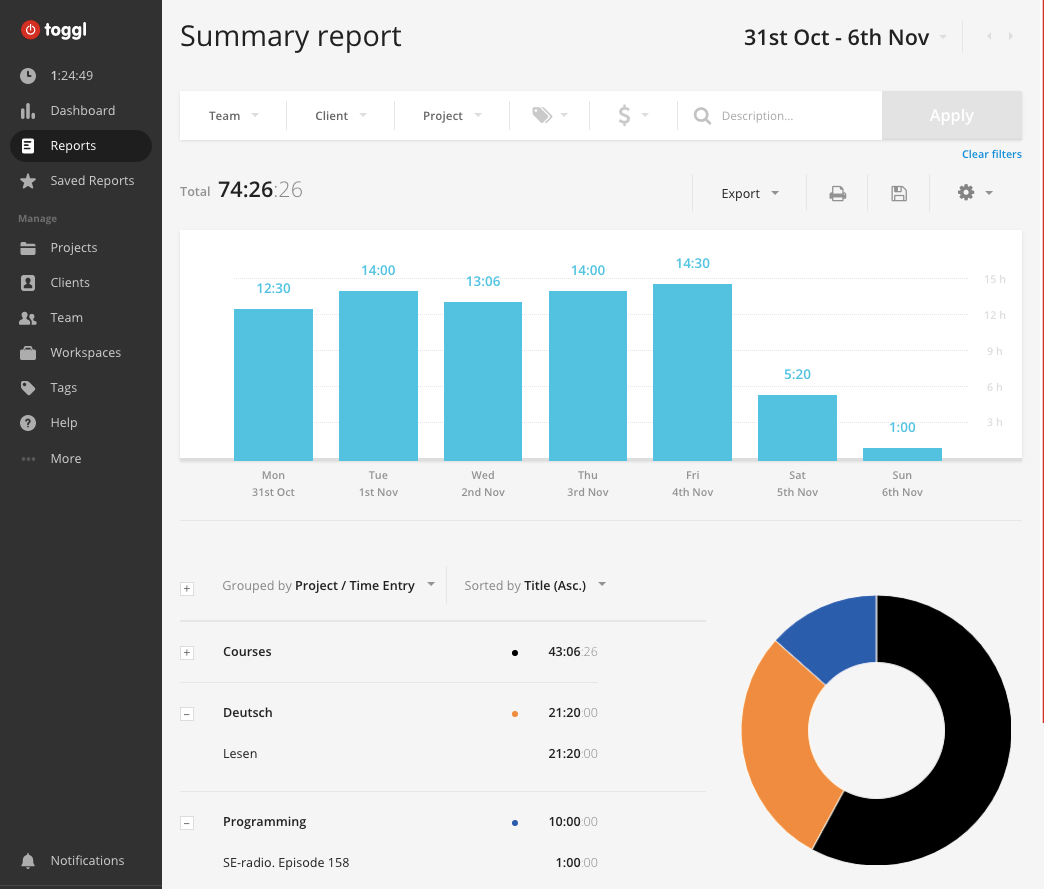 toggl
1:24:49
Dashboard
Reports
Saved Reports
Manage
Projects
Clients
Team
Workspaces
Tags
Help
More
Notifications
Summary report
31st Oct - 6th Nov
Team Client Project $ Description... Apply
Clear filters
Total 74:26:26
Export
12:30 14:00 13:06 14:00 14:30 5:20 1:00
15 h
12 h
9 h
6 h
3 h
Mon Tue Wed Thu Fri Sat Sun
31st Oct 1st Nov 2nd Nov 3rd Nov 4th Nov 5th Nov 6th Nov
Grouped by Project / Time Entry Sorted by Title (Asc.)
Courses 43:06:26
Deutsch 21:20:00
Lesen 21:20:00
Programming 10:00:00
SE-radio. Episode 158 1:00:00